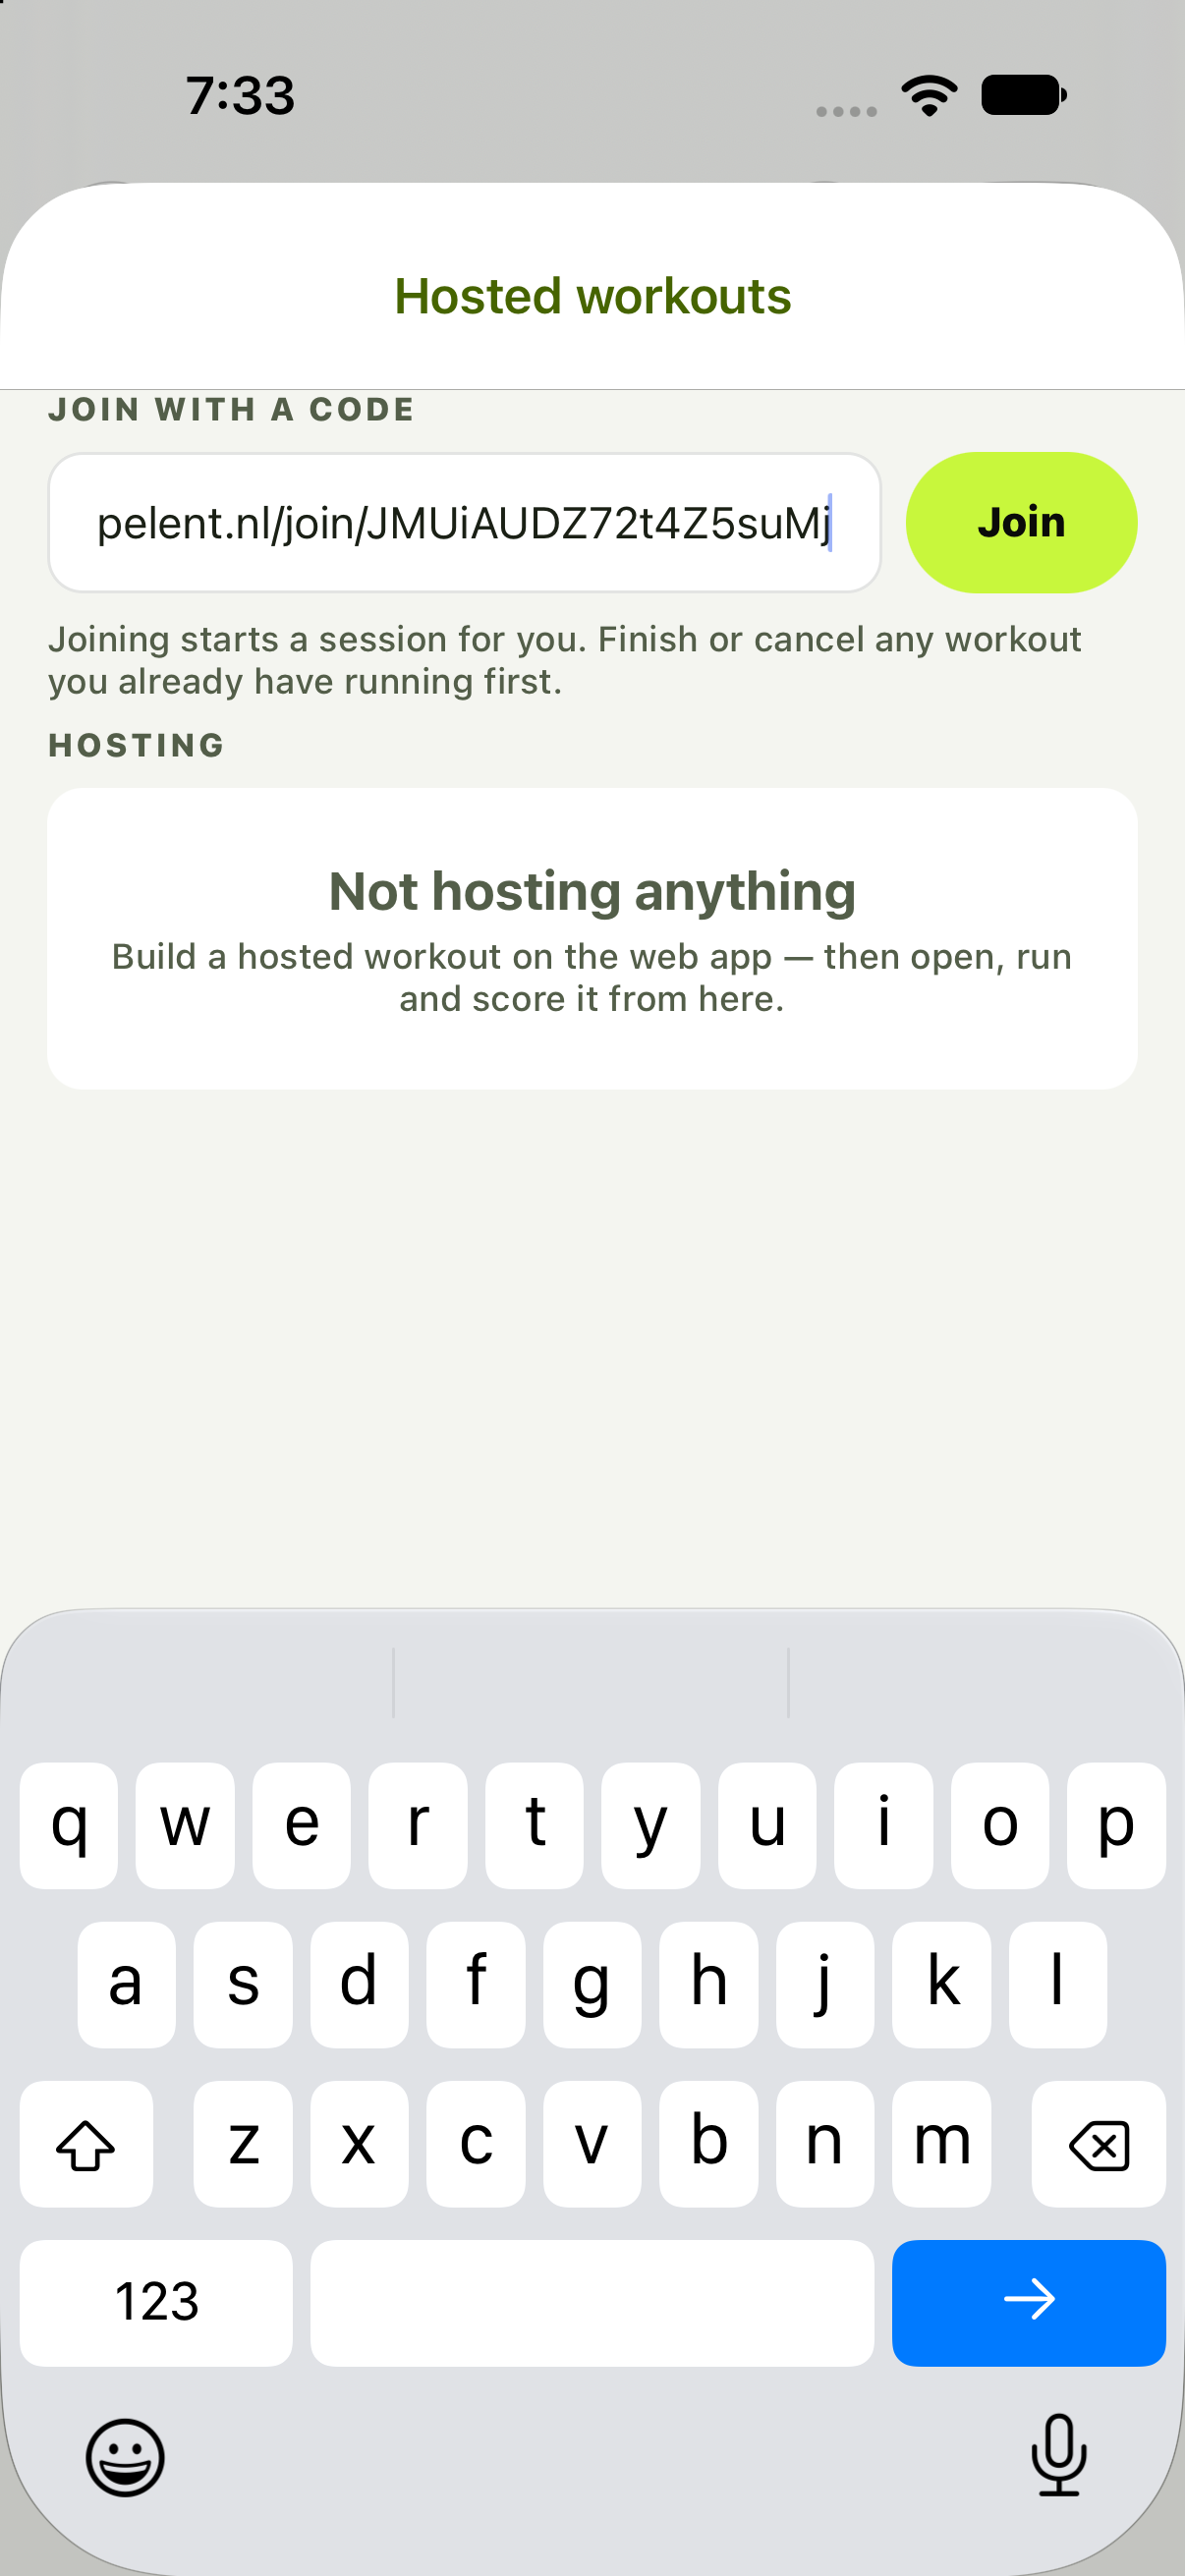 7:33
Hosted workouts
JOIN WITH A CODE
pelent.nl/join/JMUiAUDZ72t4Z5suMj
Join
Joining starts a session for you. Finish or cancel any workout
you already have running first.
HOSTING
Not hosting anything
Build a hosted workout on the web app — then open, run
and score it from here.
q w e r t y u i o p
a s d f g h j k l
z x c v b n m
123